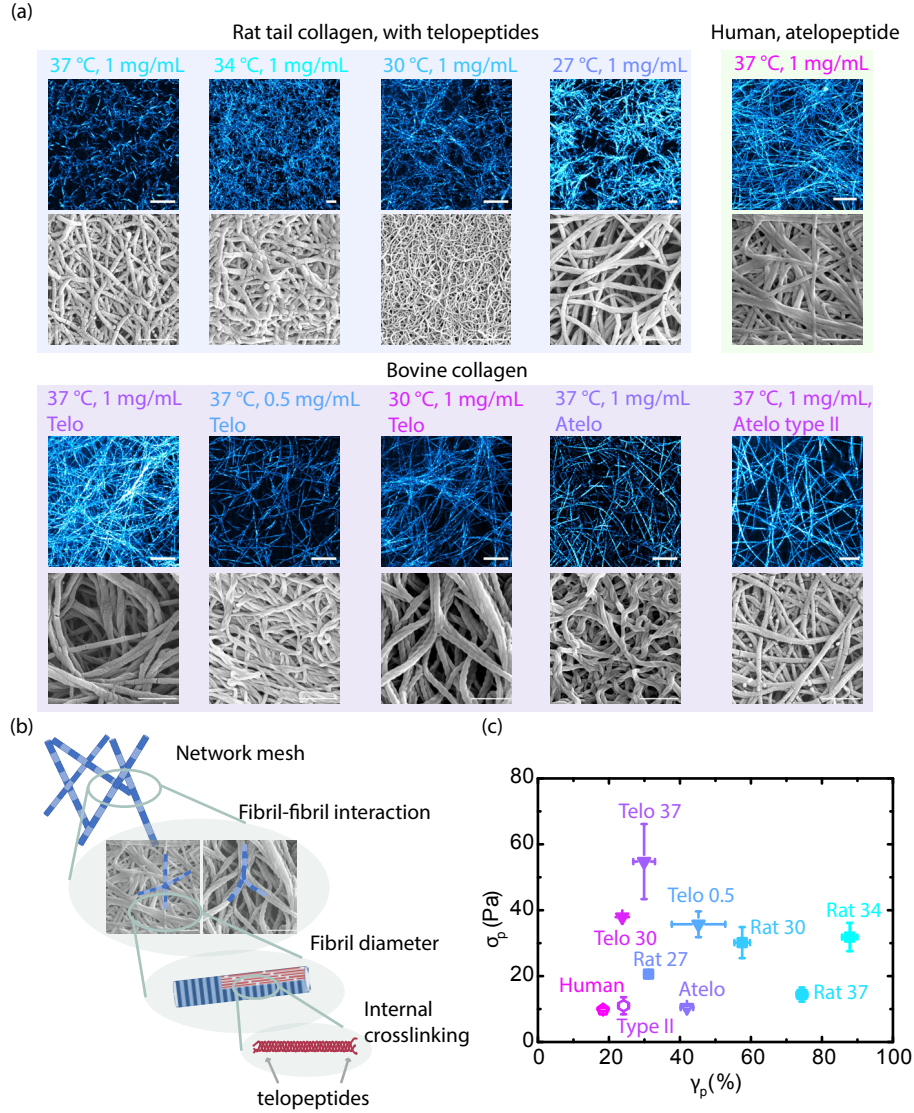 (a)
Rat tail collagen, with telopeptides
Human, atelopeptide
37 °C, 1 mg/mL
34 °C, 1 mg/mL
30 °C, 1 mg/mL
27 °C, 1 mg/mL
37 °C, 1 mg/mL
Bovine collagen
37 °C, 1 mg/mL
Telo
37 °C, 0.5 mg/mL
Telo
30 °C, 1 mg/mL
Telo
37 °C, 1 mg/mL
Atelo
37 °C, 1 mg/mL,
Atelo type II
(b)
Network mesh
Fibril-fibril interaction
Fibril diameter
Internal
crosslinking
telopeptides
(c)
80
60
40
20
0
σp (Pa)
Telo 37
Telo 0.5
Rat 34
Rat 30
Telo 30
Rat 27
Human
Atelo
Rat 37
Type II
0 20 40 60 80 100
γp (%)